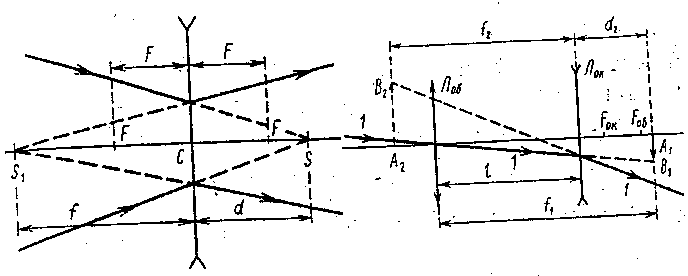 F F
F F
S₁ C S
f d
f₂ d₂
B₂ Лоб Лок
1 Fок Fоб
1 A₁
A₂ B₁
l 1
f₁